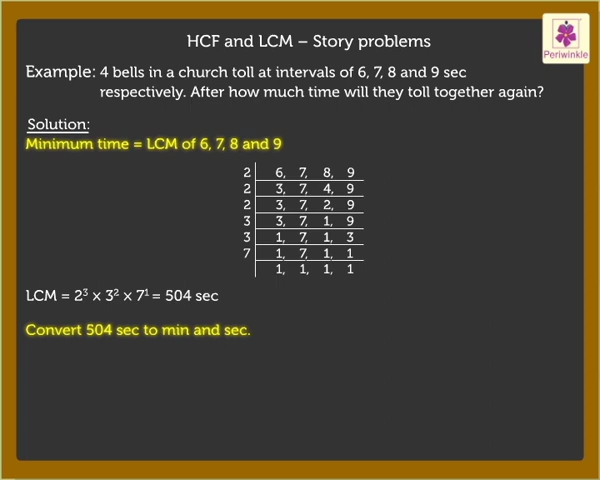 HCF and LCM – Story problems
Periwinkle
Example: 4 bells in a church toll at intervals of 6, 7, 8 and 9 sec
respectively. After how much time will they toll together again?
Solution:
Minimum time = LCM of 6, 7, 8 and 9
2 | 6, 7, 8, 9
2 | 3, 7, 4, 9
2 | 3, 7, 2, 9
3 | 3, 7, 1, 9
3 | 1, 7, 1, 3
7 | 1, 7, 1, 1
| 1, 1, 1, 1
LCM = 2³ × 3² × 7¹ = 504 sec
Convert 504 sec to min and sec.